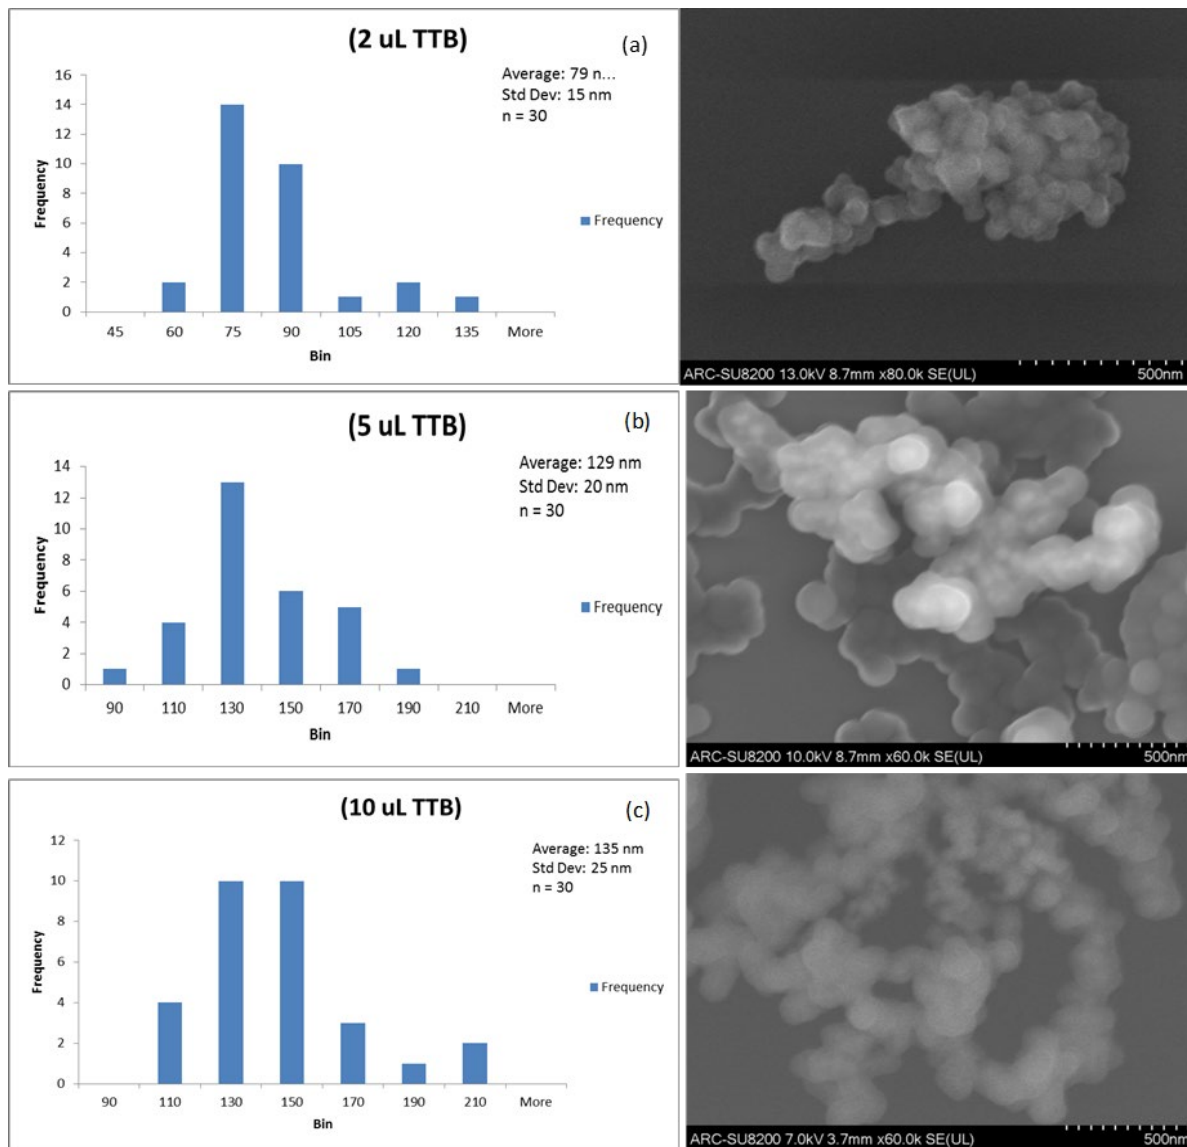 (2 uL TTB)
(a)
Average: 79 n...
Std Dev: 15 nm
n = 30
16
14
12
10
8
6
4
2
0
Frequency
45 60 75 90 105 120 135 More
Bin
Frequency
ARC-SU8200 13.0kV 8.7mm x80.0k SE(UL) 500nm
(5 uL TTB)
(b)
Average: 129 nm
Std Dev: 20 nm
n = 30
14
12
10
8
6
4
2
0
Frequency
90 110 130 150 170 190 210 More
Bin
Frequency
ARC-SU8200 10.0kV 8.7mm x60.0k SE(UL) 500nm
(10 uL TTB)
(c)
Average: 135 nm
Std Dev: 25 nm
n = 30
12
10
8
6
4
2
0
Frequency
90 110 130 150 170 190 210 More
Bin
Frequency
ARC-SU8200 7.0kV 3.7mm x60.0k SE(UL) 500nm